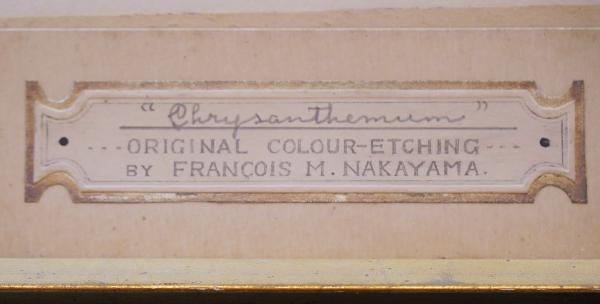 "Chrysanthemum"
---ORIGINAL COLOUR-ETCHING---
BY FRANÇOIS M. NAKAYAMA.